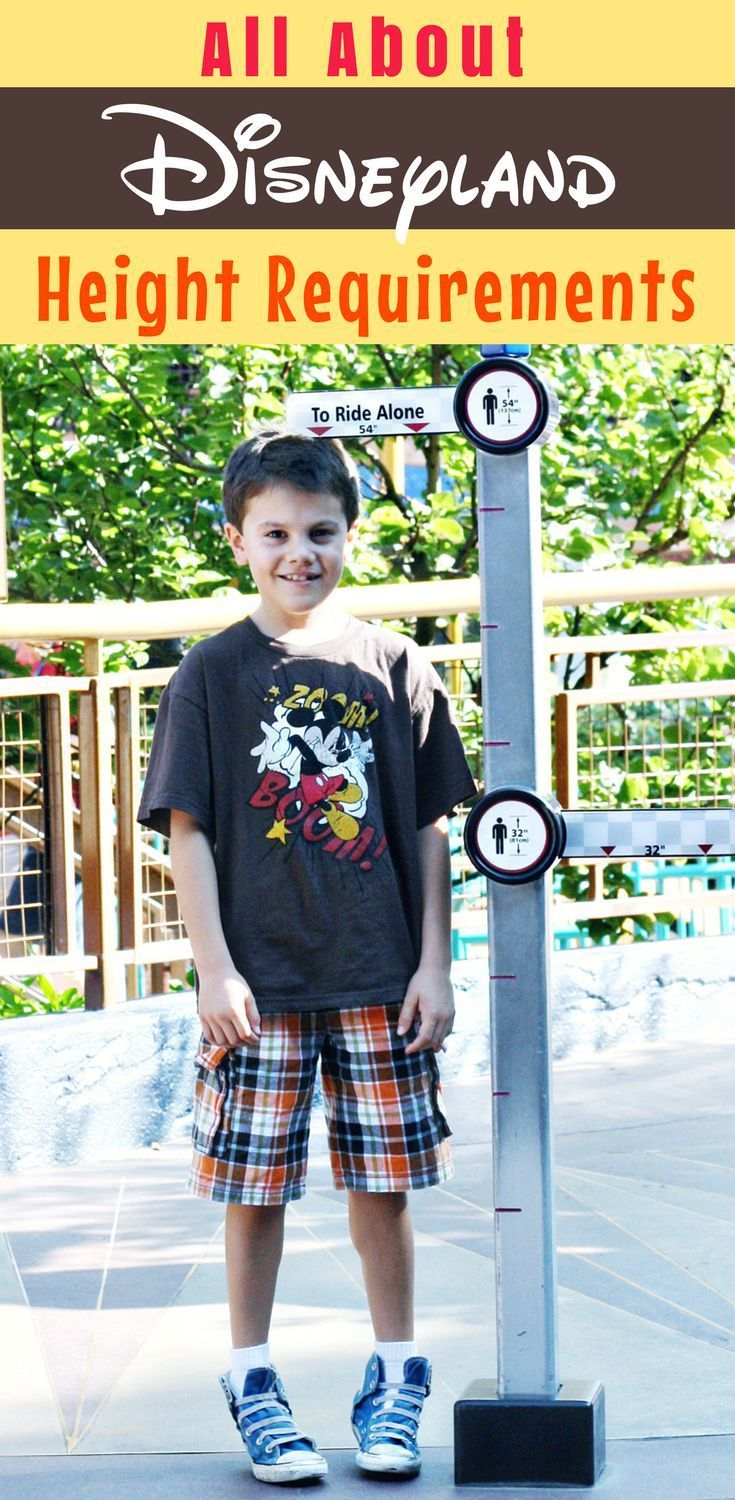 All About
DISNEYLAND
Height Requirements
To Ride Alone
54"
54"
(137cm)
ZOOM!
BOOM!
32"
(81cm)
32"